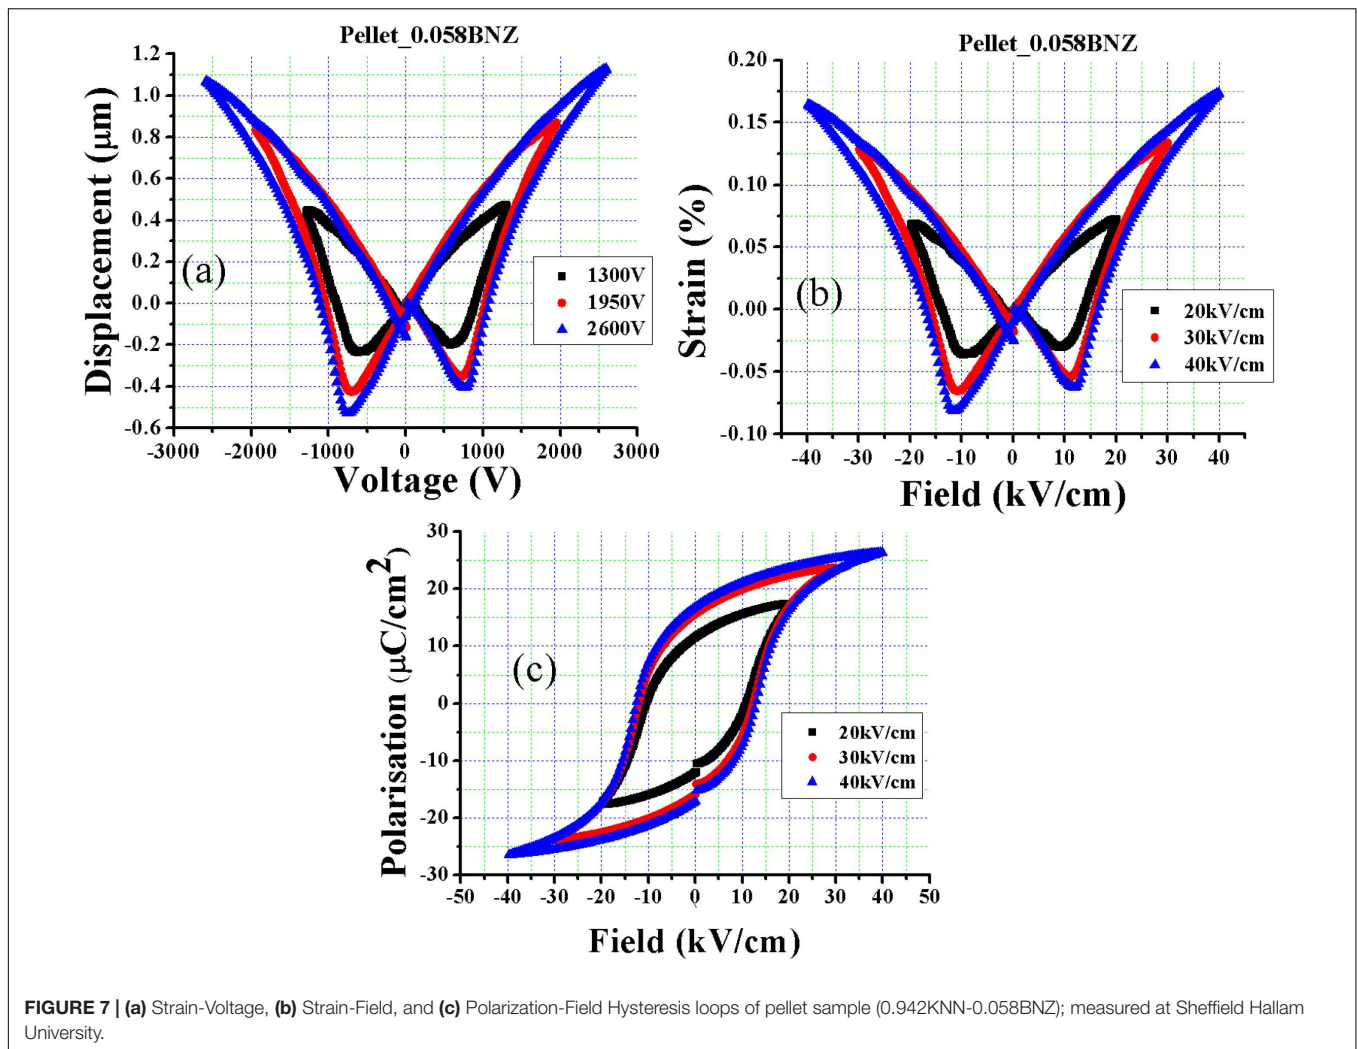 Pellet_0.058BNZ
Displacement (μm)
1.2
1.0
0.8
0.6
0.4
0.2
0.0
-0.2
-0.4
-0.6
(a)
1300V
1950V
2600V
-3000 -2000 -1000 0 1000 2000 3000
Voltage (V)
Pellet_0.058BNZ
Strain (%)
0.20
0.15
0.10
0.05
0.00
-0.05
-0.10
(b)
20kV/cm
30kV/cm
40kV/cm
-40 -30 -20 -10 0 10 20 30 40
Field (kV/cm)
Polarisation (μC/cm²)
30
20
10
0
-10
-20
-30
(c)
20kV/cm
30kV/cm
40kV/cm
-50 -40 -30 -20 -10 0 10 20 30 40 50
Field (kV/cm)
FIGURE 7 | (a) Strain-Voltage, (b) Strain-Field, and (c) Polarization-Field Hysteresis loops of pellet sample (0.942KNN-0.058BNZ); measured at Sheffield Hallam
University.